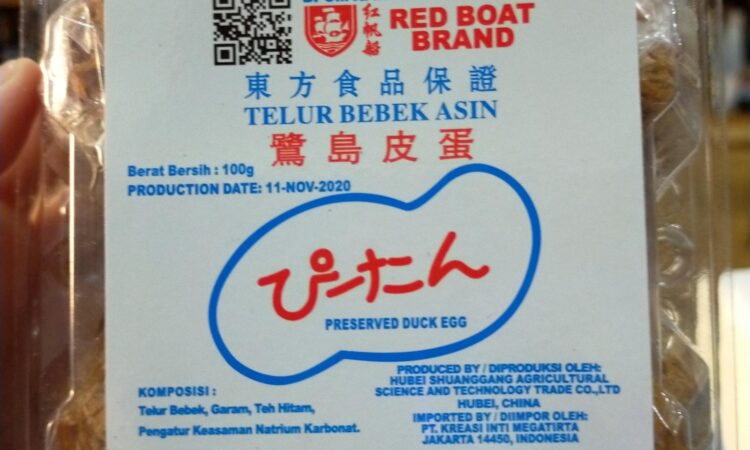 紅帆船
RED BOAT
BRAND
東方食品保證
TELUR BEBEK ASIN
鷺島皮蛋
Berat Bersih : 100g
PRODUCTION DATE: 11-NOV-2020
ぴーたん
PRESERVED DUCK EGG
KOMPOSISI :
Telur Bebek, Garam, Teh Hitam,
Pengatur Keasaman Natrium Karbonat.
PRODUCED BY / DIPRODUKSI OLEH:
HUBEI SHUANGGANG AGRICULTURAL
SCIENCE AND TECHNOLOGY TRADE CO.,LTD
HUBEI, CHINA
IMPORTED BY / DIIMPOR OLEH:
PT. KREASI INTI MEGATIRTA
JAKARTA 14450, INDONESIA